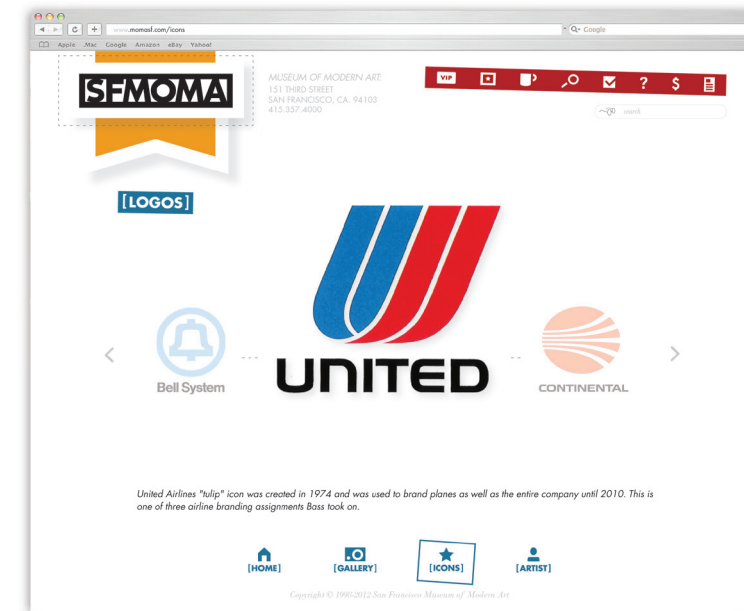 www.momasf.com/icons
Google
Apple Mac Google Amazon eBay Yahoo!
SFMOMA
MUSEUM OF MODERN ART:
151 THIRD STREET
SAN FRANCISCO, CA. 94103
415.357.4000
VIP
?
$
search
[LOGOS]
UNITED
Bell System
CONTINENTAL
United Airlines "tulip" icon was created in 1974 and was used to brand planes as well as the entire company until 2010. This is
one of three airline branding assignments Bass took on.
[HOME] [GALLERY] [ICONS] [ARTIST]
Copyright © 1990-2012 San Francisco Museum of Modern Art